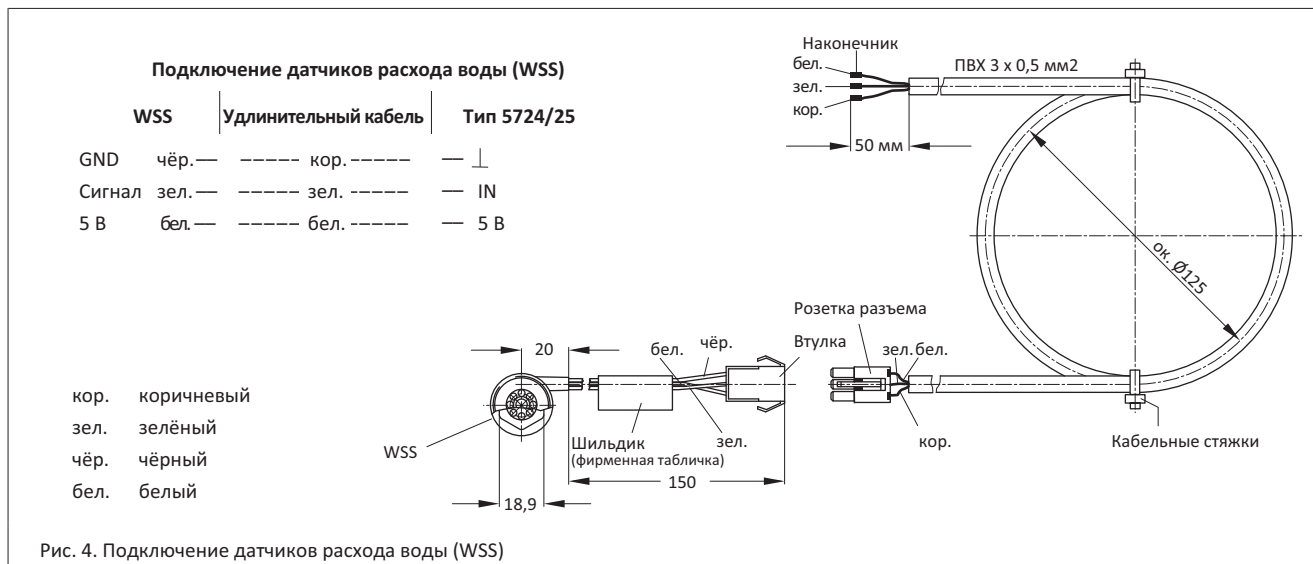 Подключение датчиков расхода воды (WSS)
WSS Удлинительный кабель Тип 5724/25
GND чёр. кор. ⊥
Сигнал зел. зел. IN
5 В бел. бел. 5 В
Наконечник
бел.
зел.
кор.
ПВХ 3 x 0,5 мм2
50 мм
ок. Ø125
Розетка разъема
зел. бел.
кор.
Кабельные стяжки
20
бел.
чёр.
Втулка
WSS
Шильдик
(фирменная табличка)
зел.
150
18,9
кор. коричневый
зел. зелёный
чёр. чёрный
бел. белый
Рис. 4. Подключение датчиков расхода воды (WSS)